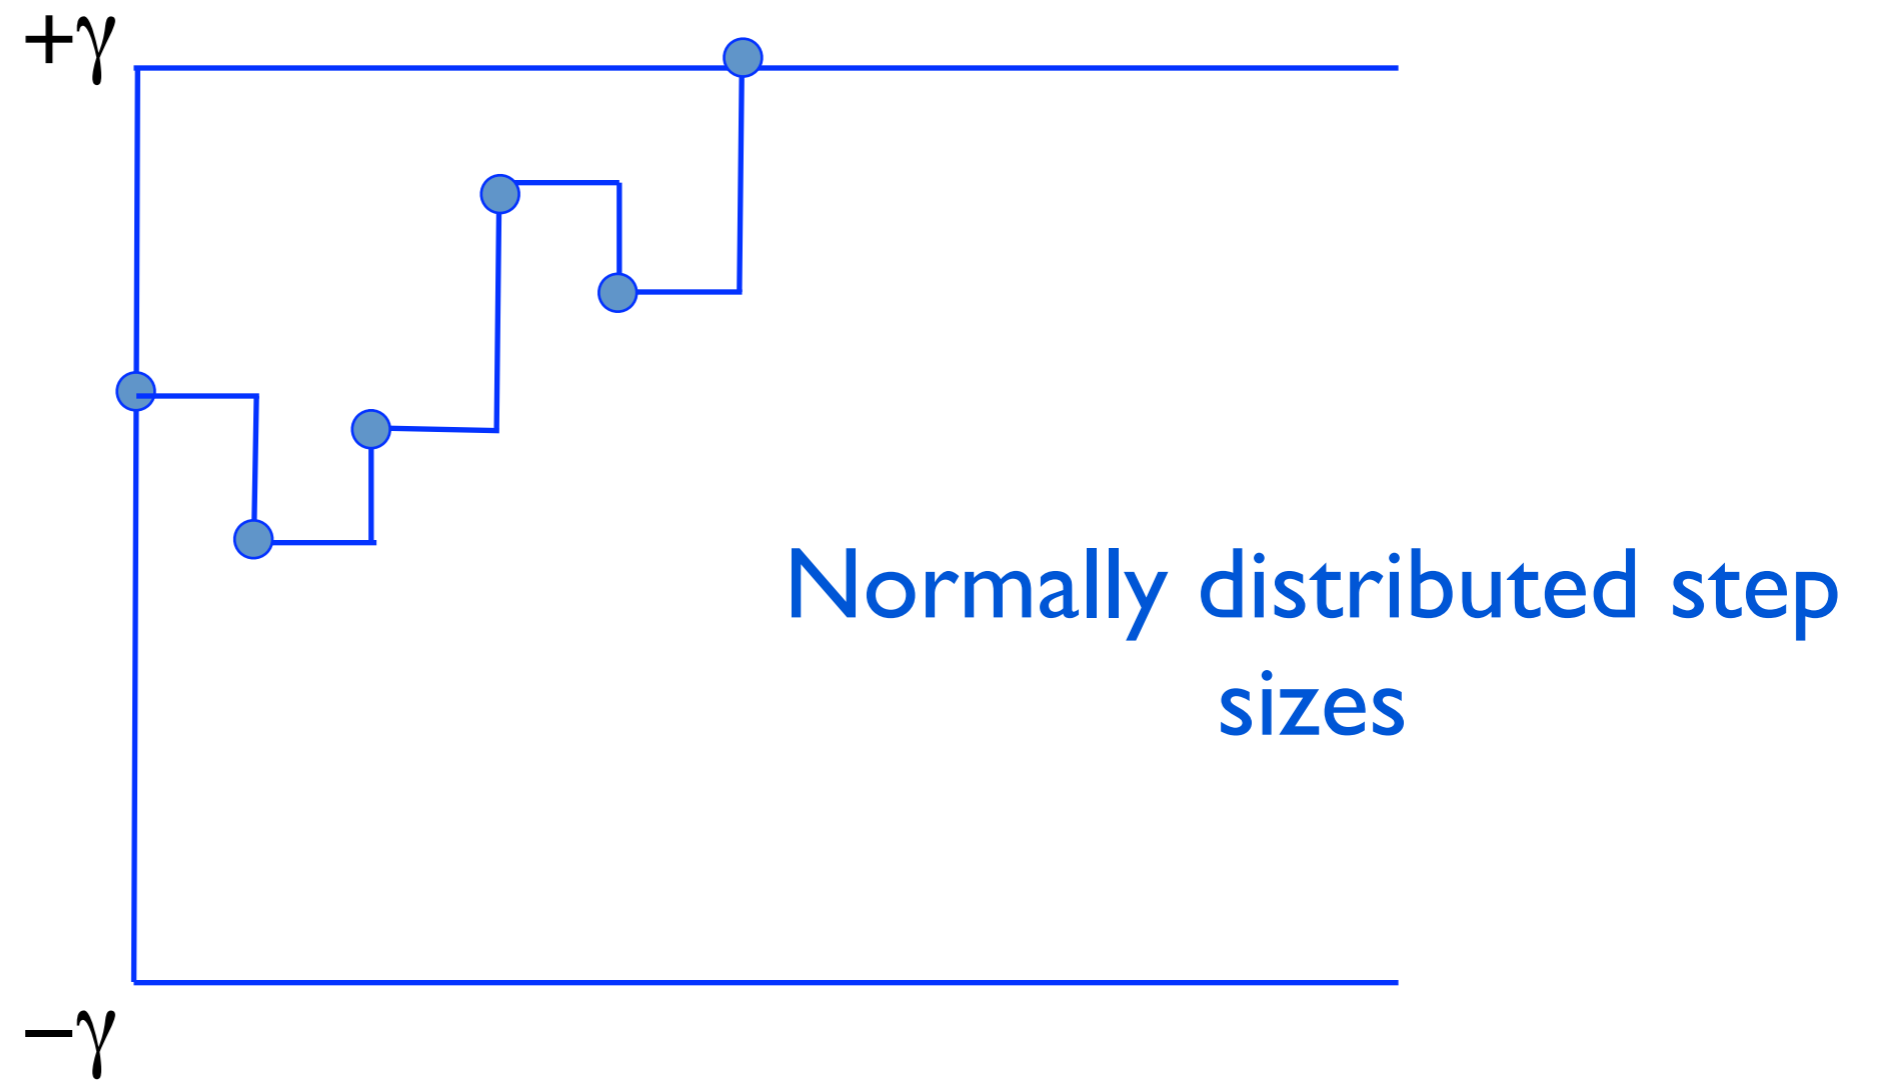 +γ
Normally distributed step
sizes
−γ